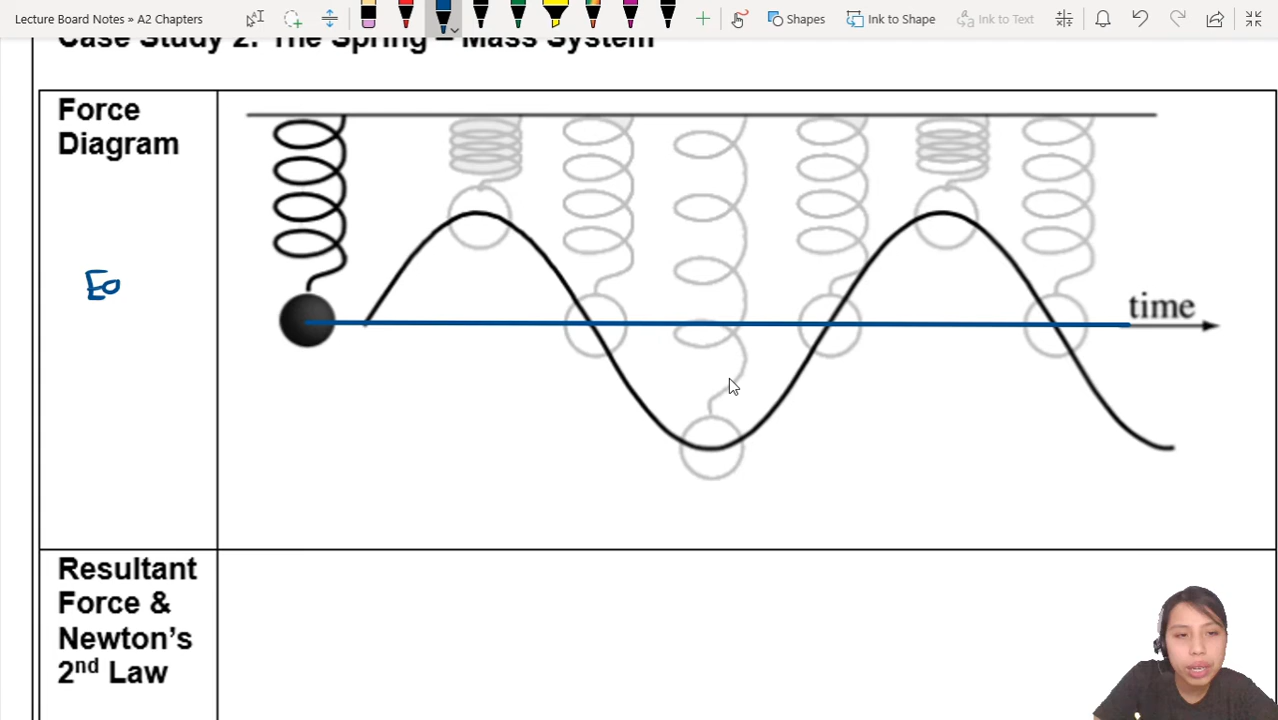 Lecture Board Notes » A2 Chapters
Shapes
Ink to Shape
Ink to Text
Case Study 2: The Spring – Mass System
Force
Diagram
time
Resultant
Force &
Newton's
2nd Law